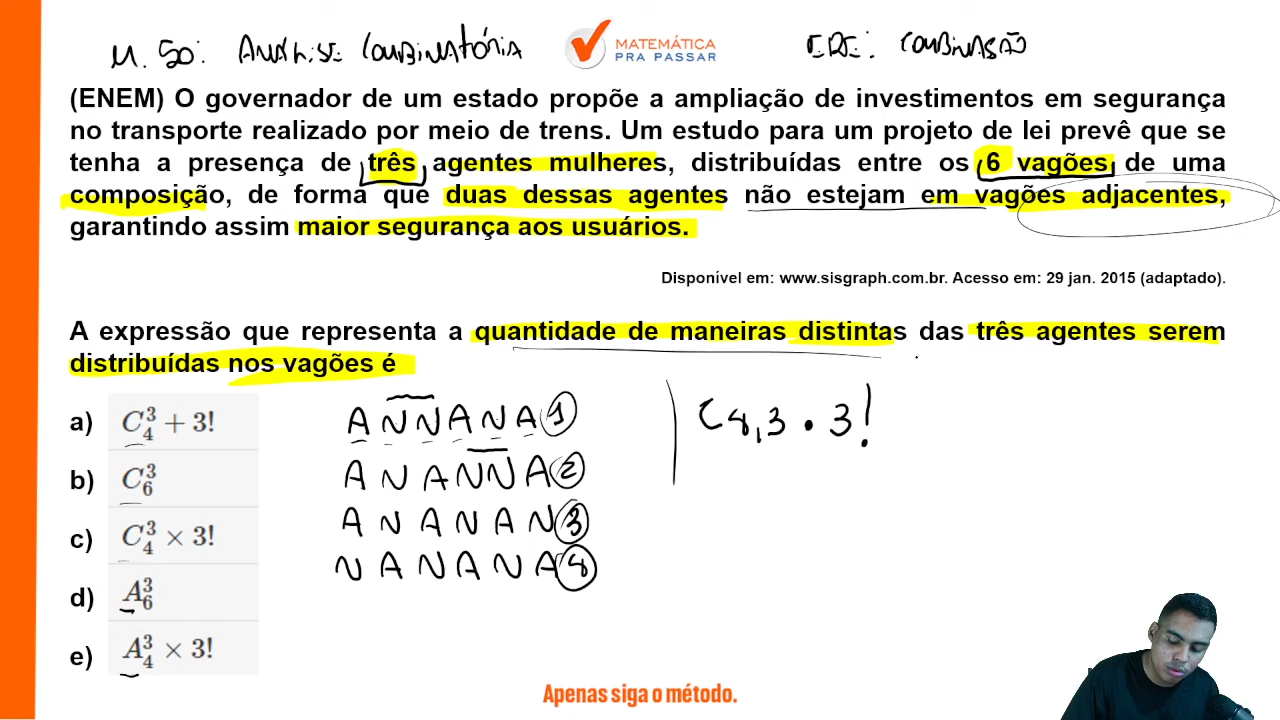 M. 50: ANÁLISE COMBINATÓRIA
MATEMÁTICA
PRA PASSAR
COMBINAÇÃO
(ENEM) O governador de um estado propõe a ampliação de investimentos em segurança
no transporte realizado por meio de trens. Um estudo para um projeto de lei prevê que se
tenha a presença de três agentes mulheres, distribuídas entre os 6 vagões de uma
composição, de forma que duas dessas agentes não estejam em vagões adjacentes,
garantindo assim maior segurança aos usuários.
Disponível em: www.sisgraph.com.br. Acesso em: 29 jan. 2015 (adaptado).
A expressão que representa a quantidade de maneiras distintas das três agentes serem
distribuídas nos vagões é
a) C₄³ + 3!
b) C₆³
c) C₄³ × 3!
d) A₆³
e) A₄³ × 3!
A N N A N A 1
A N A N N A 2
A N A N A N 3
N A N A N A 4
C4,3 • 3!
Apenas siga o método.